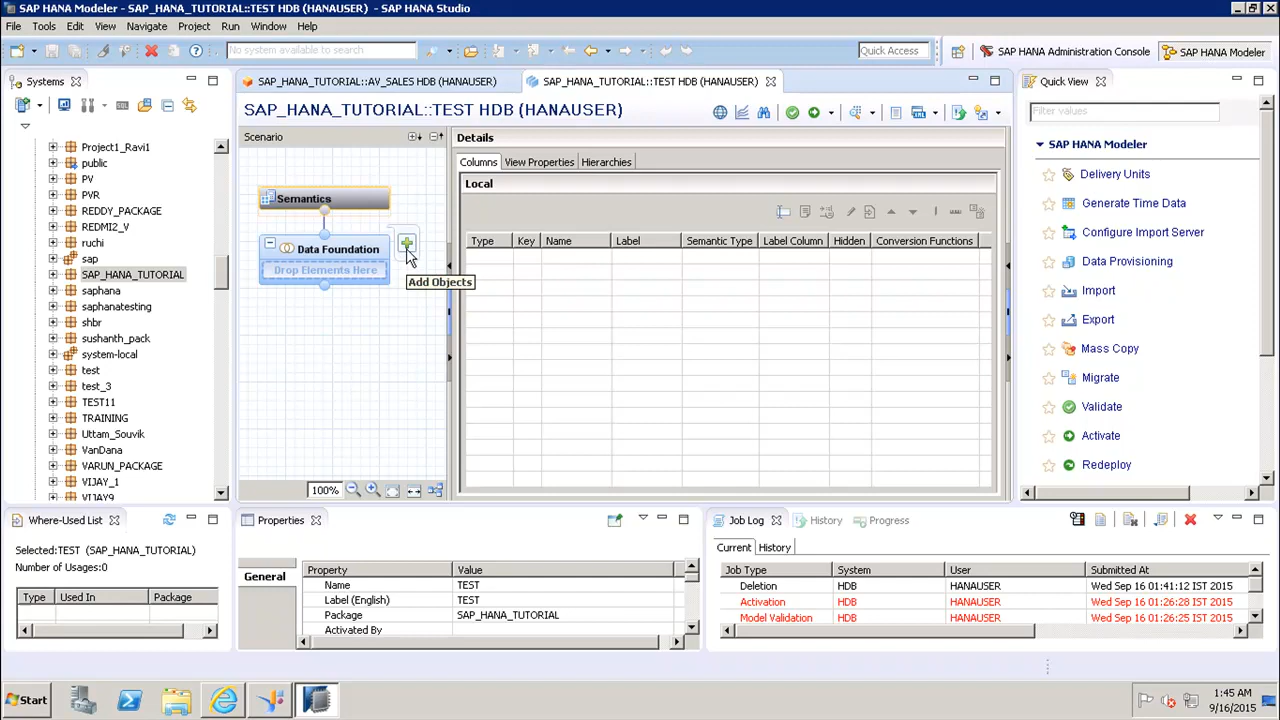 SAP HANA Modeler - SAP_HANA_TUTORIAL::TEST HDB (HANAUSER) - SAP HANA Studio
File Tools Edit Navigate Project Run Window Help
No system available to search
Quick Access
SAP HANA Administration Console
SAP HANA Modeler
Systems
Project1_Ravi1
public
PV
PVR
REDDY_PACKAGE
REDMI2_V
ruchi
sap
SAP_HANA_TUTORIAL
saphana
saphanatesting
shbr
sushanth_pack
system-local
test
test_3
TEST11
TRAINING
Uttam_Souvik
VanDana
VARUN_PACKAGE
VIJAY_1
VIJAY9
SAP_HANA_TUTORIAL::AV_SALES HDB (HANAUSER)
SAP_HANA_TUTORIAL::TEST HDB (HANAUSER)
SAP_HANA_TUTORIAL::TEST HDB (HANAUSER)
Scenario
Semantics
Data Foundation
Drop Elements Here
Add Objects
100%
Details
Columns View Properties Hierarchies
Local
Type Key Name Label Semantic Type Label Column Hidden Conversion Functions
Quick View
Filter values
SAP HANA Modeler
Delivery Units
Generate Time Data
Configure Import Server
Data Provisioning
Import
Export
Mass Copy
Migrate
Validate
Activate
Redeploy
Where-Used List
Selected:TEST (SAP_HANA_TUTORIAL)
Number of Usages:0
Type Used In Package
Properties
General
Property Value
Name TEST
Label (English) TEST
Package SAP_HANA_TUTORIAL
Activated By
Job Log History Progress
Current History
Job Type System User Submitted At
Deletion HDB HANAUSER Wed Sep 16 01:41:12 IST 2015
Activation HDB HANAUSER Wed Sep 16 01:26:28 IST 2015
Model Validation HDB HANAUSER Wed Sep 16 01:26:25 IST 2015
Start
1:45 AM
9/16/2015